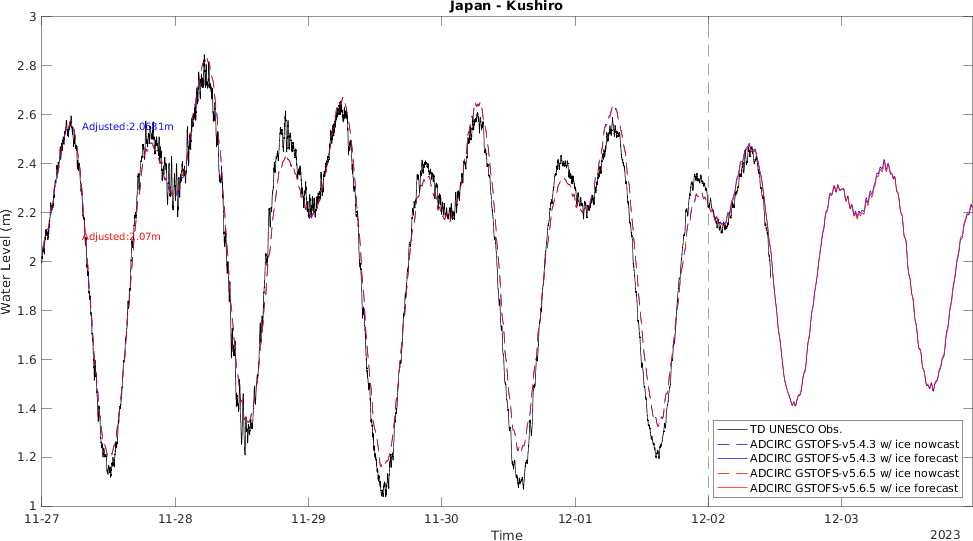 Japan - Kushiro
Water Level (m)
3
2.8
2.6
2.4
2.2
2
1.8
1.6
1.4
1.2
1
Adjusted:2.0631m
Adjusted:2.07m
TD UNESCO Obs.
ADCIRC GSTOFS-v5.4.3 w/ ice nowcast
ADCIRC GSTOFS-v5.4.3 w/ ice forecast
ADCIRC GSTOFS-v5.6.5 w/ ice nowcast
ADCIRC GSTOFS-v5.6.5 w/ ice forecast
11-27 11-28 11-29 11-30 12-01 12-02 12-03
Time
2023